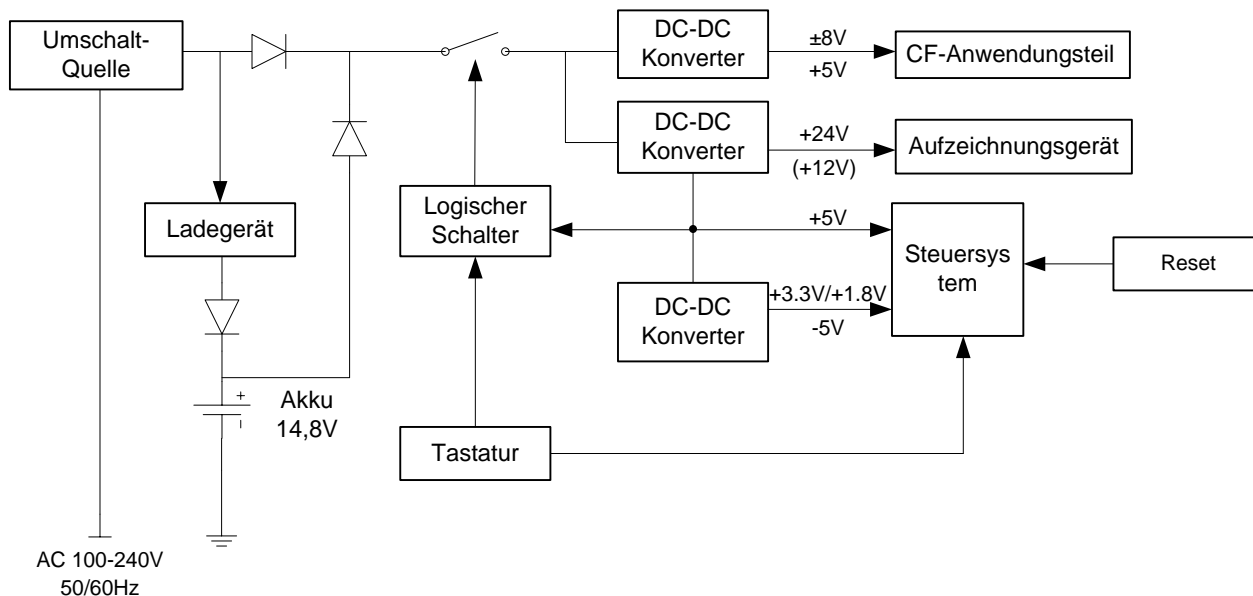 Umschalt-
Quelle
DC-DC
Konverter
±8V
+5V
CF-Anwendungsteil
DC-DC
Konverter
+24V
(+12V)
Aufzeichnungsgerät
Ladegerät
Logischer
Schalter
+5V
Steuersys
tem
Reset
DC-DC
Konverter
+3.3V/+1.8V
-5V
+
-
Akku
14,8V
Tastatur
AC 100-240V
50/60Hz